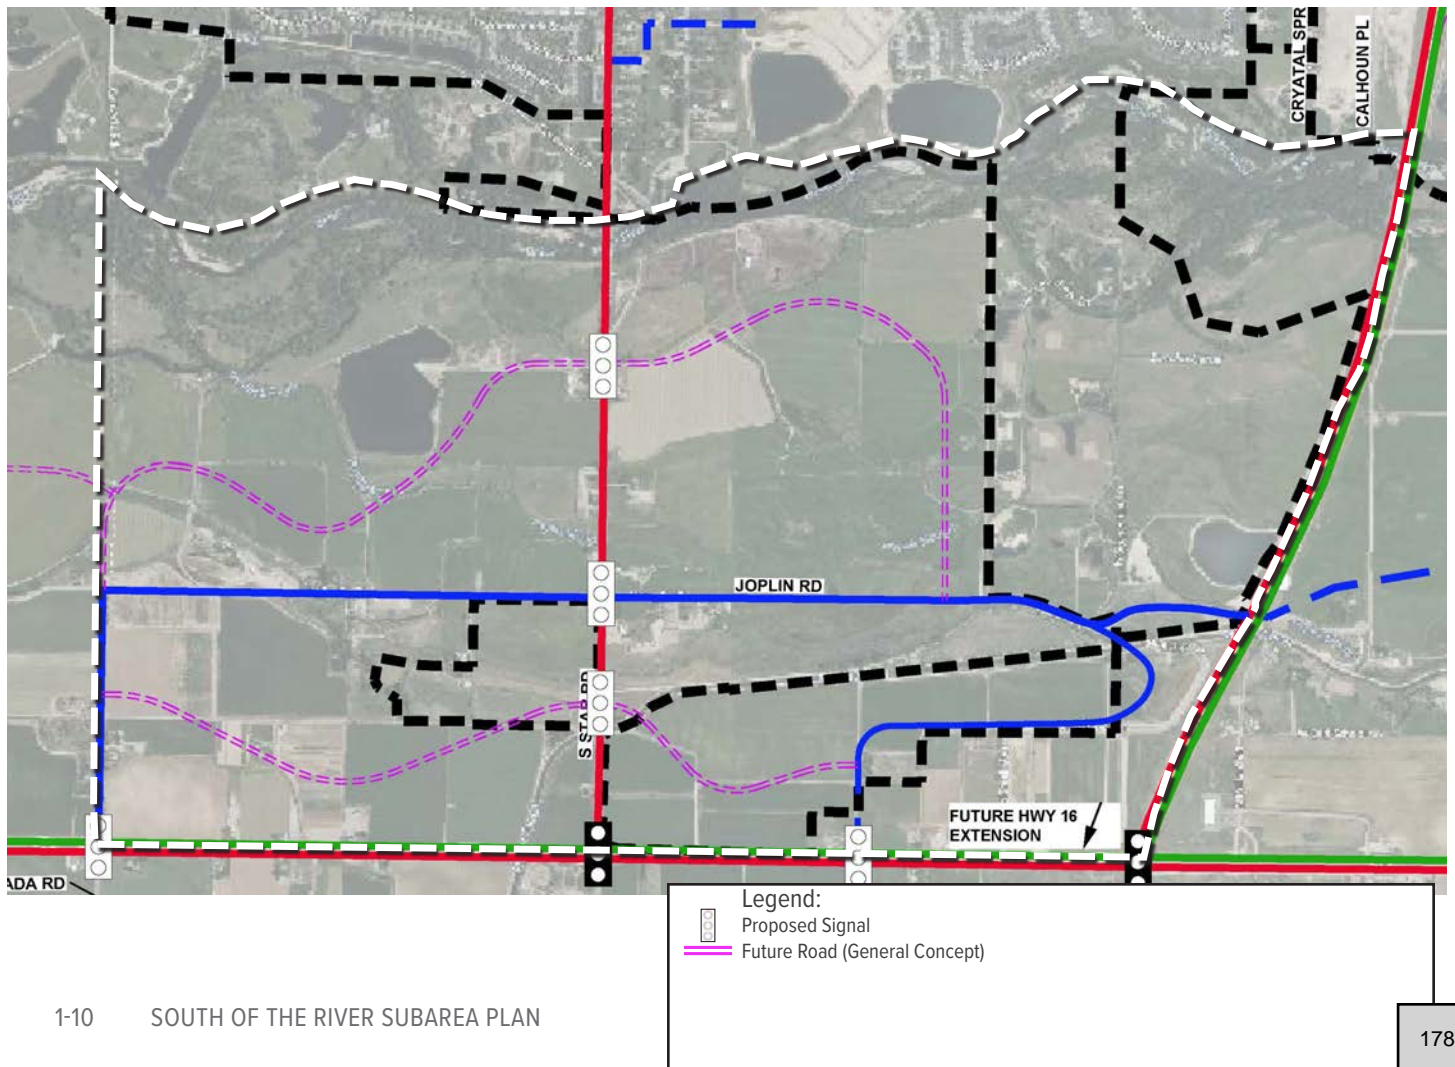 CRYATAL SPR
CALHOUN PL
JOPLIN RD
S STAR RD
FUTURE HWY 16
EXTENSION
ADA RD
Legend:
Proposed Signal
Future Road (General Concept)
1-10 SOUTH OF THE RIVER SUBAREA PLAN
178